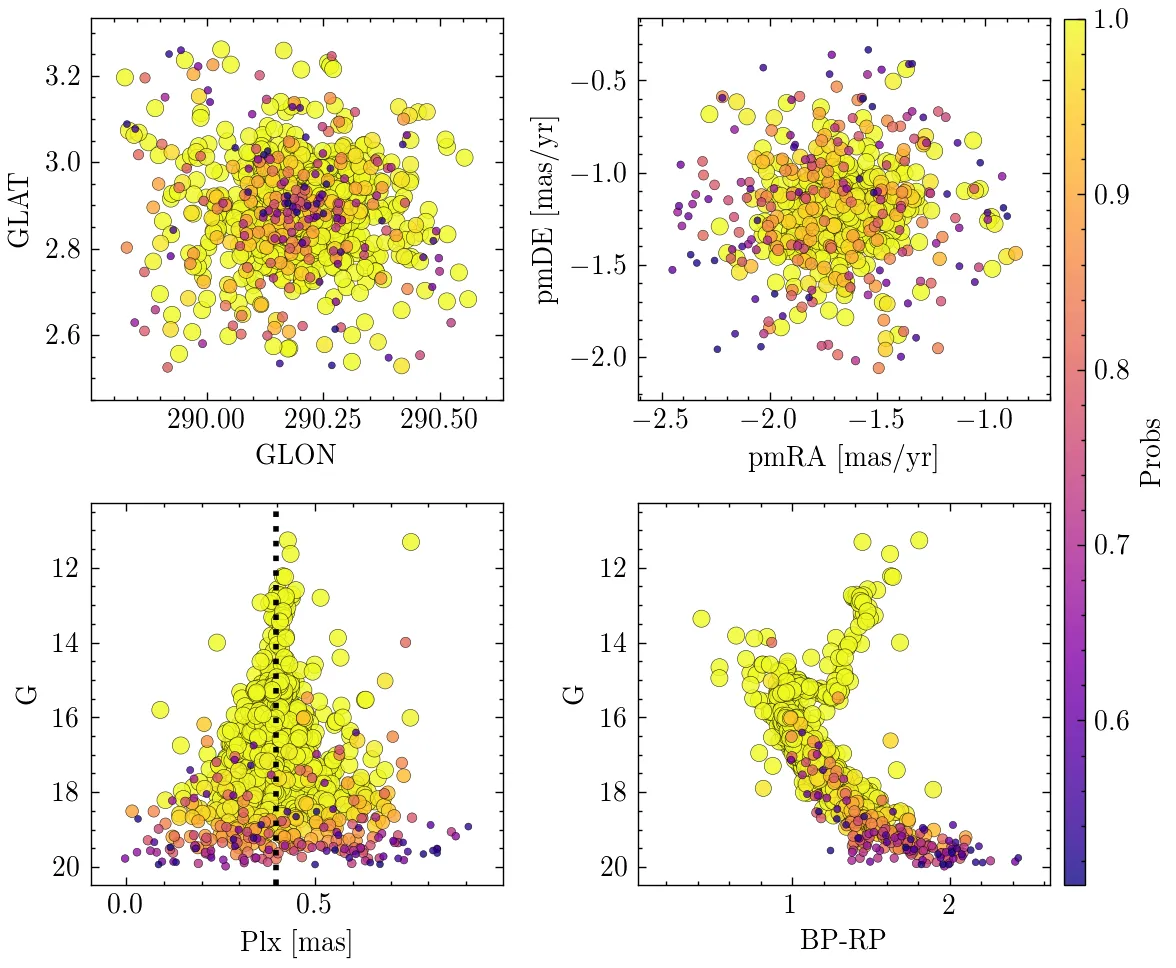 3.2
3.0
2.8
2.6
GLAT
290.00 290.25 290.50
GLON
−0.5
−1.0
−1.5
−2.0
pmDE [mas/yr]
−2.5 −2.0 −1.5 −1.0
pmRA [mas/yr]
1.0
0.9
0.8
0.7
0.6
Probs
12
14
16
18
20
G
0.0 0.5
Plx [mas]
12
14
16
18
20
G
1 2
BP-RP